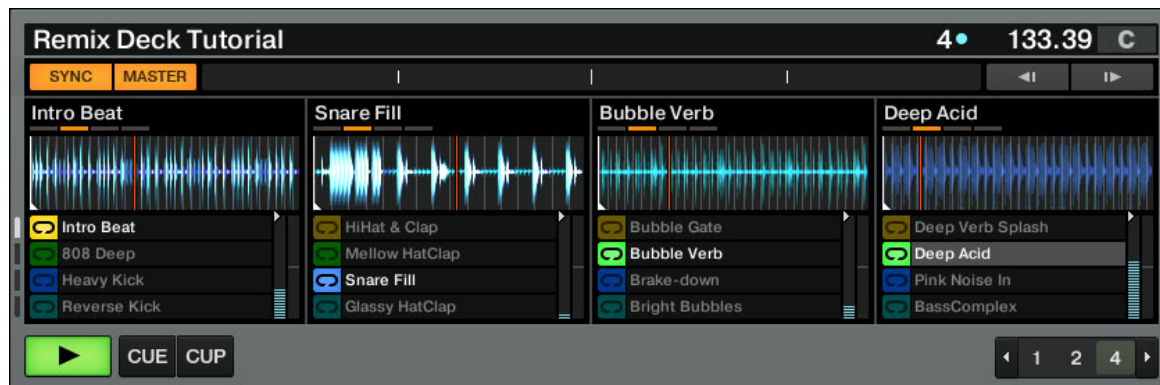 Remix Deck Tutorial 4 133.39 C
SYNC MASTER
Intro Beat Snare Fill Bubble Verb Deep Acid
Intro Beat HiHat & Clap Bubble Gate Deep Verb Splash
808 Deep Mellow HatClap Bubble Verb Deep Acid
Heavy Kick Snare Fill Brake-down Pink Noise In
Reverse Kick Glassy HatClap Bright Bubbles BassComplex
CUE CUP 1 2 4